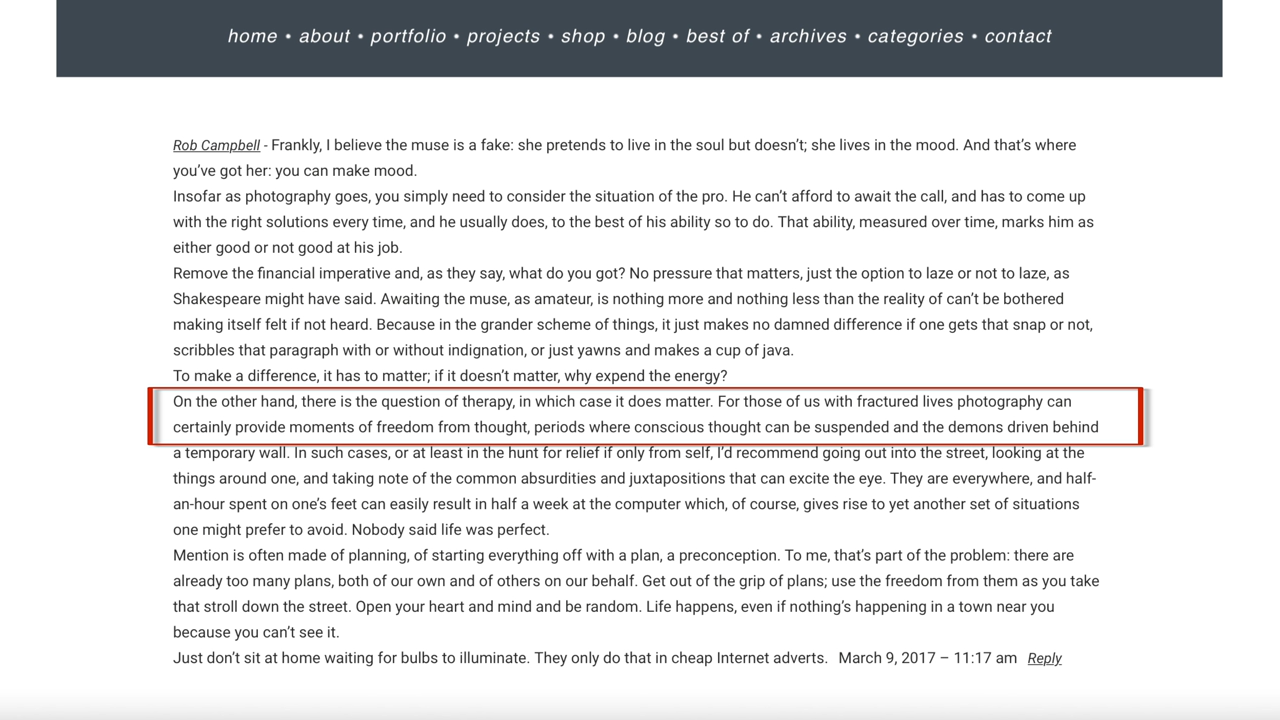 home • about • portfolio • projects • shop • blog • best of • archives • categories • contact
Rob Campbell - Frankly, I believe the muse is a fake: she pretends to live in the soul but doesn’t; she lives in the mood. And that’s where
you’ve got her: you can make mood.
Insofar as photography goes, you simply need to consider the situation of the pro. He can’t afford to await the call, and has to come up
with the right solutions every time, and he usually does, to the best of his ability so to do. That ability, measured over time, marks him as
either good or not good at his job.
Remove the financial imperative and, as they say, what do you got? No pressure that matters, just the option to laze or not to laze, as
Shakespeare might have said. Awaiting the muse, as amateur, is nothing more and nothing less than the reality of can’t be bothered
making itself felt if not heard. Because in the grander scheme of things, it just makes no damned difference if one gets that snap or not,
scribbles that paragraph with or without indignation, or just yawns and makes a cup of java.
To make a difference, it has to matter; if it doesn’t matter, why expend the energy?
On the other hand, there is the question of therapy, in which case it does matter. For those of us with fractured lives photography can
certainly provide moments of freedom from thought, periods where conscious thought can be suspended and the demons driven behind
a temporary wall. In such cases, or at least in the hunt for relief if only from self, I’d recommend going out into the street, looking at the
things around one, and taking note of the common absurdities and juxtapositions that can excite the eye. They are everywhere, and half-
an-hour spent on one’s feet can easily result in half a week at the computer which, of course, gives rise to yet another set of situations
one might prefer to avoid. Nobody said life was perfect.
Mention is often made of planning, of starting everything off with a plan, a preconception. To me, that’s part of the problem: there are
already too many plans, both of our own and of others on our behalf. Get out of the grip of plans; use the freedom from them as you take
that stroll down the street. Open your heart and mind and be random. Life happens, even if nothing’s happening in a town near you
because you can’t see it.
Just don’t sit at home waiting for bulbs to illuminate. They only do that in cheap Internet adverts. March 9, 2017 – 11:17 am Reply